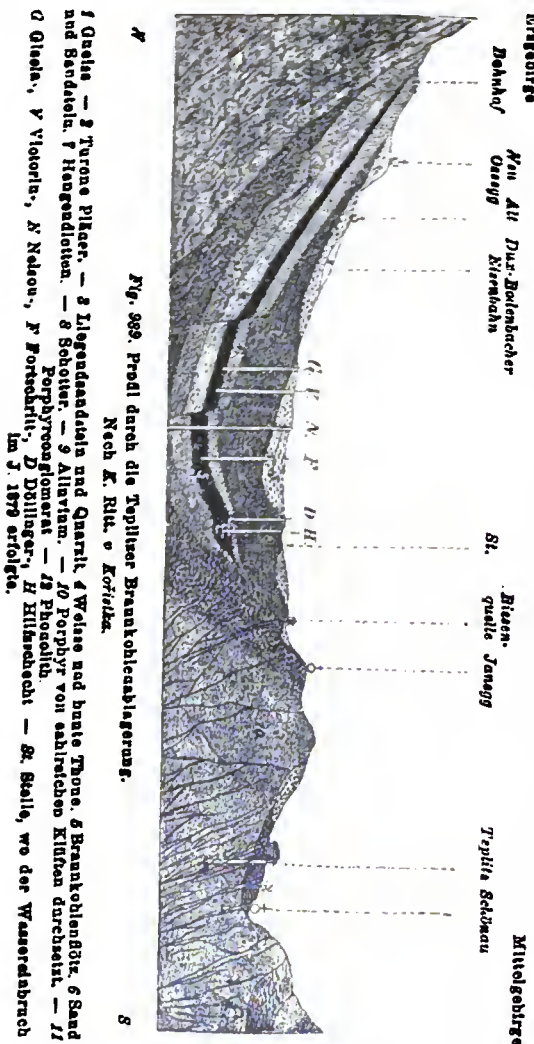 Erzgebirge
Mittelgebirge
Bahnhof
Neu Alt
Ossegg
Dux-Bodenbacher
Eisenbahn
St.
Riesen-
quelle Janegg
Teplitz Schönau
G. V. N. F. D H
N
S
Fig. 989. Profil durch die Teplitzer Braunkohlenablagerung.
Nach K. Ritt. v Kořistka.
1 Gneiss — 2 Turone Pläner. — 3 Liegendsandstein und Quarzit, 4 Weisse und bunte Thone. 5 Braunkohlenflötz, 6 Sand
und Sandstein. 7 Hangendletten. — 8 Schotter. — 9 Alluvium. — 10 Porphyr von zahlreichen Klüften durchsetzt. — 11
Porphyrconglomerat — 12 Phonolith.
G Gisela-, V Victorin-, N Nelson-, F Fortschritt-, D Döllinger-, H Hilfsschacht — St. Stelle, wo der Wassereinbruch
im J. 1879 erfolgte.